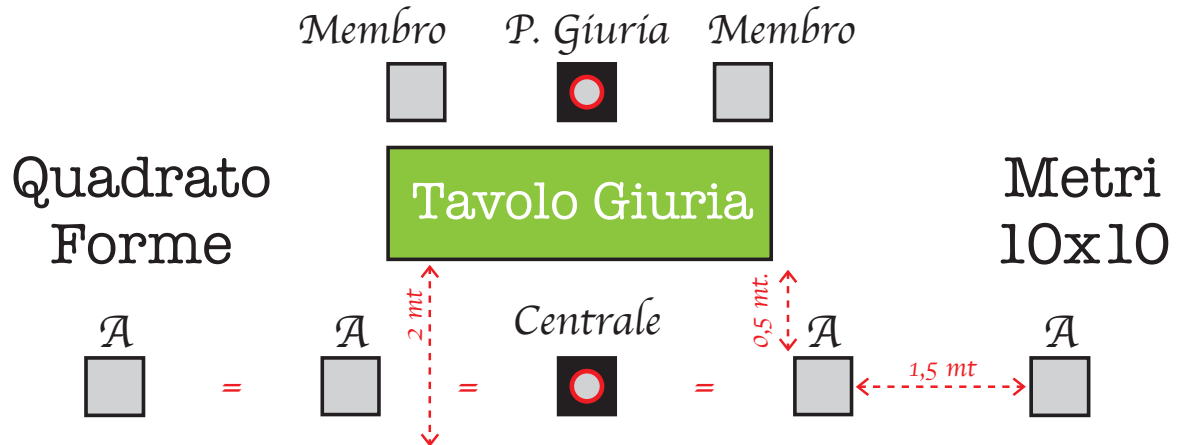 Membro P. Giuria Membro
Quadrato
Forme
Tavolo Giuria
Metri
10x10
2 mt
0,5 mt.
A A Centrale A A
= = = 1,5 mt